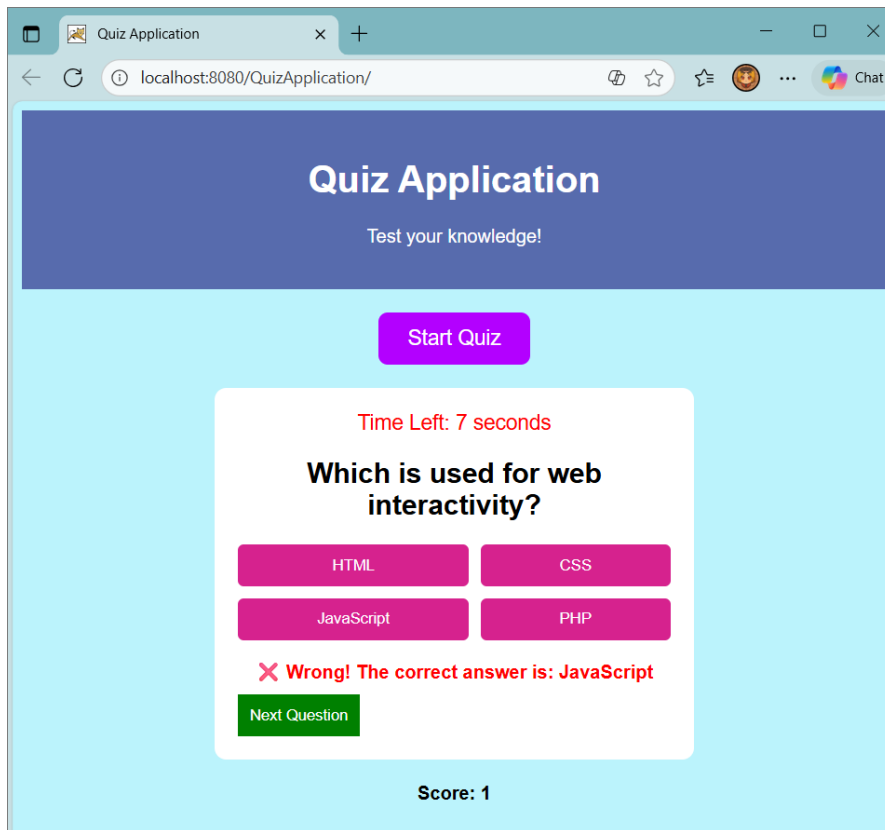 Quiz Application
localhost:8080/QuizApplication/
Chat
Quiz Application
Test your knowledge!
Start Quiz
Time Left: 7 seconds
Which is used for web
interactivity?
HTML CSS
JavaScript PHP
❌ Wrong! The correct answer is: JavaScript
Next Question
Score: 1